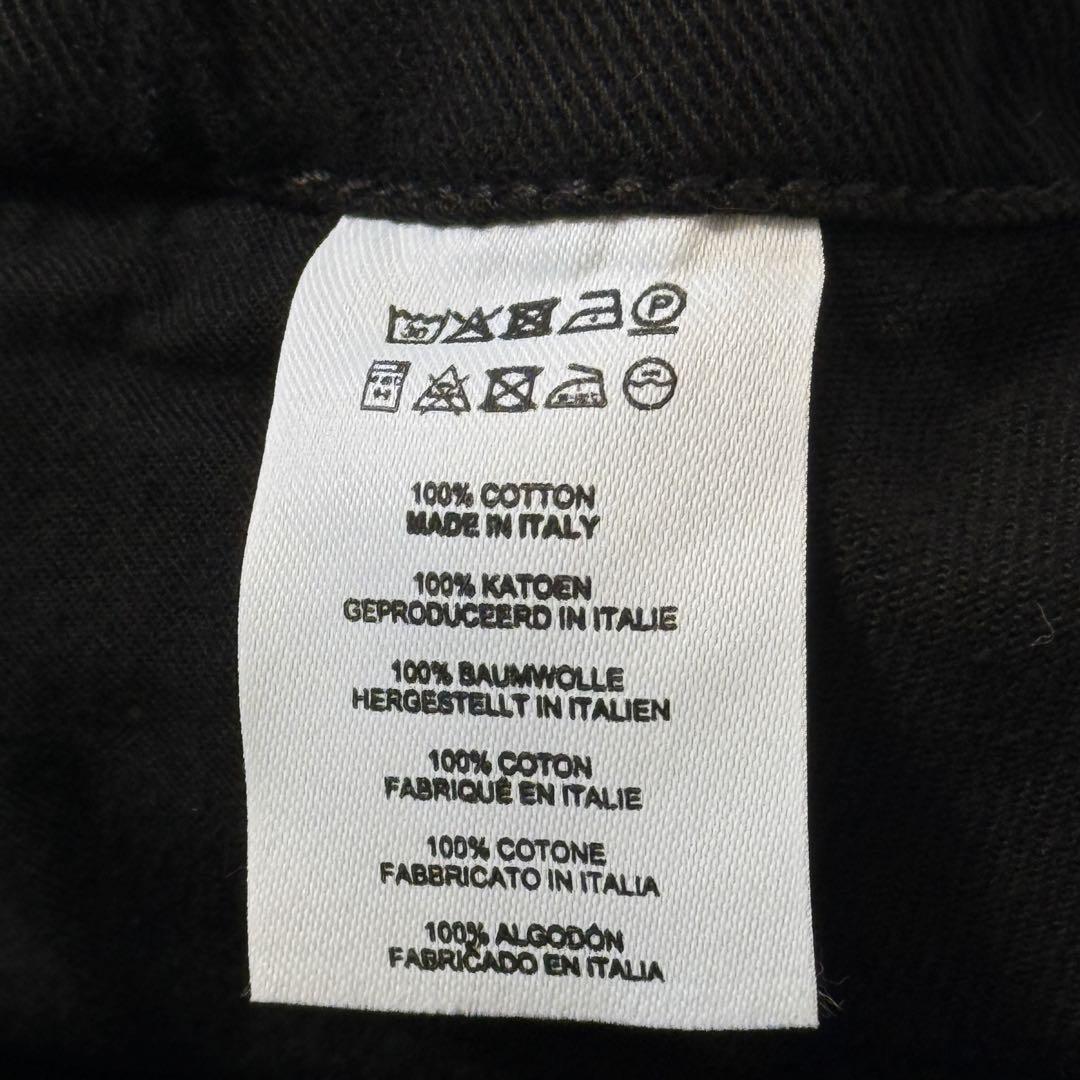 P
100% COTTON
MADE IN ITALY
100% KATOEN
GEPRODUCEERD IN ITALIE
100% BAUMWOLLE
HERGESTELLT IN ITALIEN
100% COTON
FABRIQUÉ EN ITALIE
100% COTONE
FABBRICATO IN ITALIA
100% ALGODÓN
FABRICADO EN ITALIA